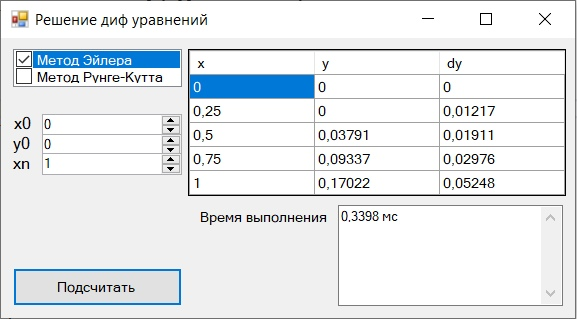 Решение диф уравнений
Метод Эйлера
Метод Рунге-Кутта
x0 0
y0 0
xn 1
x y dy
0 0 0
0,25 0 0,01217
0,5 0,03791 0,01911
0,75 0,09337 0,02976
1 0,17022 0,05248
Время выполнения 0,3398 мс
Подсчитать